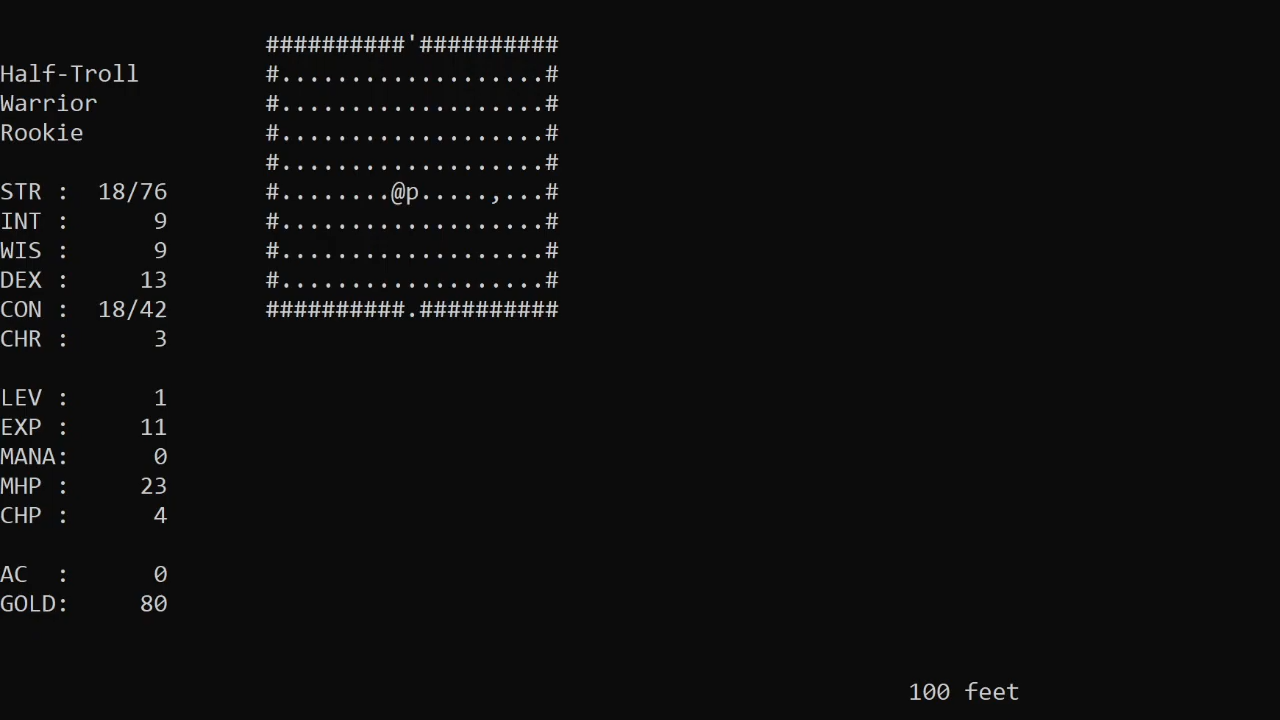 ##########'##########
Half-Troll #...................#
Warrior #...................#
Rookie #...................#
#...................#
STR : 18/76 #........@p.....,...#
INT : 9 #...................#
WIS : 9 #...................#
DEX : 13 #...................#
CON : 18/42 ##########.##########
CHR : 3
LEV : 1
EXP : 11
MANA: 0
MHP : 23
CHP : 4
AC : 0
GOLD: 80
100 feet